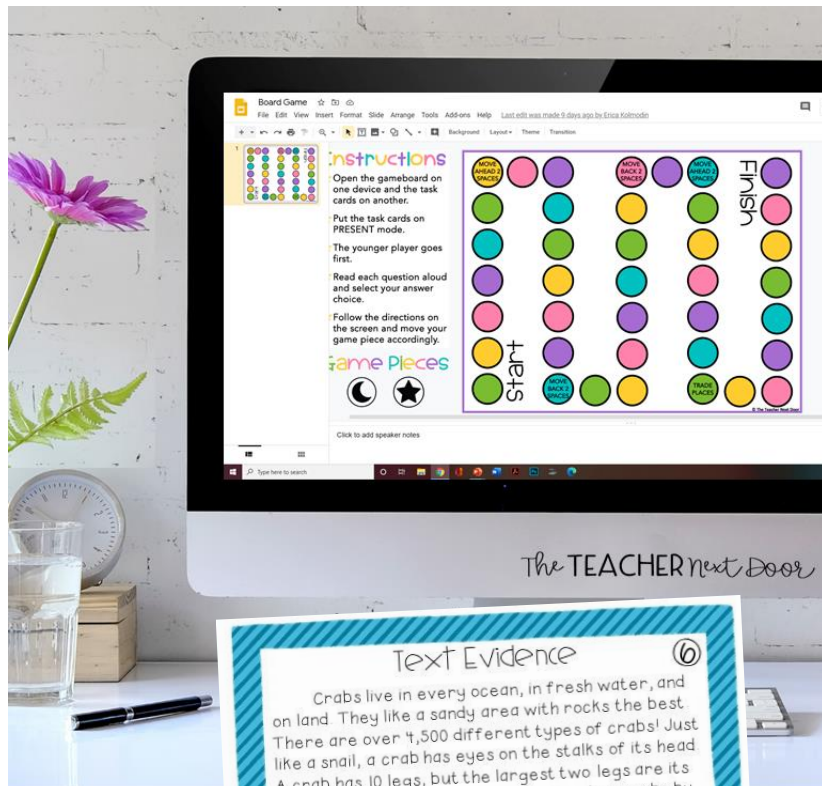 Board Game
File Edit View Insert Format Slide Arrange Tools Add-ons Help Last edit was made 9 days ago by Erica Kolmodin
Background Layout Theme Transition
1
Instructions
Open the gameboard on
one device and the task
cards on another.
Put the task cards on
PRESENT mode.
The younger player goes
first.
Read each question aloud
and select your answer
choice.
Follow the directions on
the screen and move your
game piece accordingly.
Game Pieces
MOVE
AHEAD 2
SPACES
MOVE
BACK 2
SPACES
MOVE
AHEAD 2
SPACES
Finish
Start
MOVE
BACK 2
SPACES
TRADE
PLACES
© The Teacher Next Door
Click to add speaker notes
Type here to search
The TEACHER Next Door
Text Evidence
6
Crabs live in every ocean, in fresh water, and
on land. They like a sandy area with rocks the best.
There are over 4,500 different types of crabs! Just
like a snail, a crab has eyes on the stalks of its head.
A crab has 10 legs, but the largest two legs are its